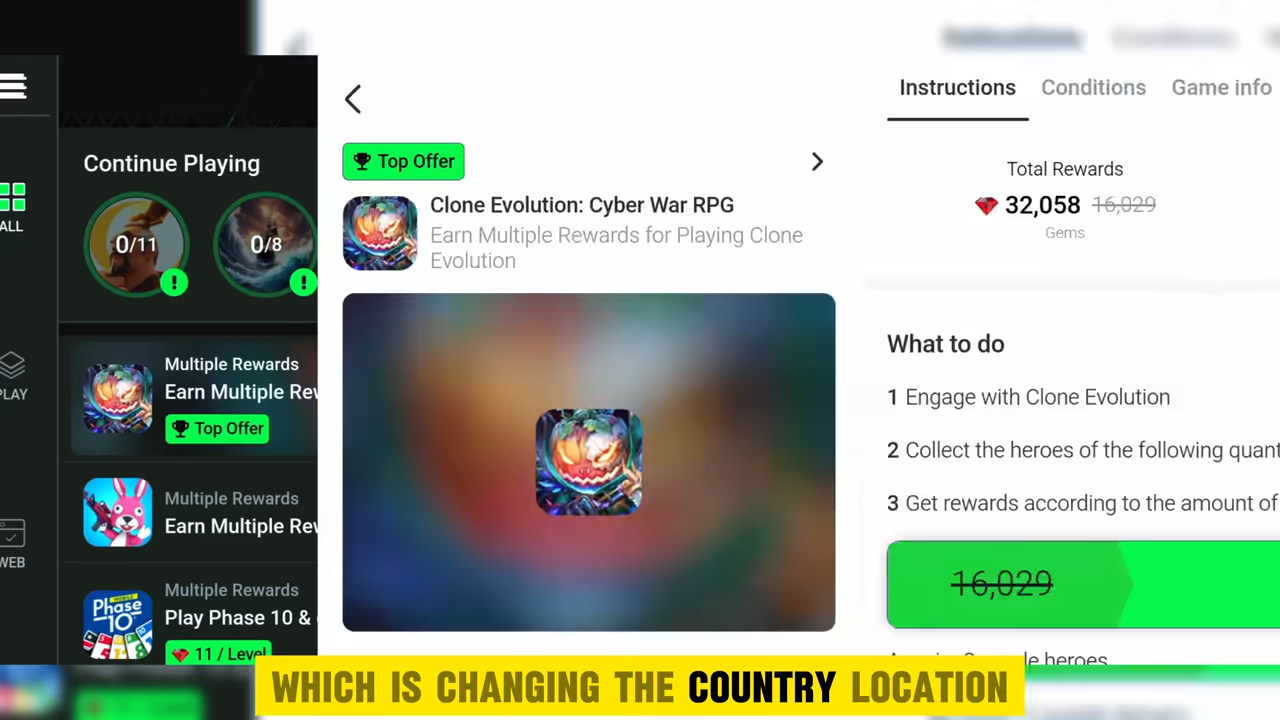 ALL
PLAY
WEB
Continue Playing
0/11
0/8
Multiple Rewards
Earn Multiple Rev
Top Offer
Multiple Rewards
Earn Multiple Rev
PHASE 10
Multiple Rewards
Play Phase 10 &
11 / Level
Top Offer
Clone Evolution: Cyber War RPG
Earn Multiple Rewards for Playing Clone
Evolution
Instructions
Conditions
Game info
Total Rewards
32,058 16,029
Gems
What to do
1 Engage with Clone Evolution
2 Collect the heroes of the following quant
3 Get rewards according to the amount of
16,029
heroes
WHICH IS CHANGING THE COUNTRY LOCATION